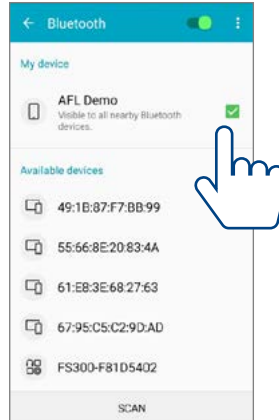 Bluetooth
My device
AFL Demo
Visible to all nearby Bluetooth
devices.
Available devices
49:1B:87:F7:BB:99
55:66:8E:20:83:4A
61:E8:3E:68:27:63
67:95:C5:C2:9D:AD
FS300-F81D5402
SCAN